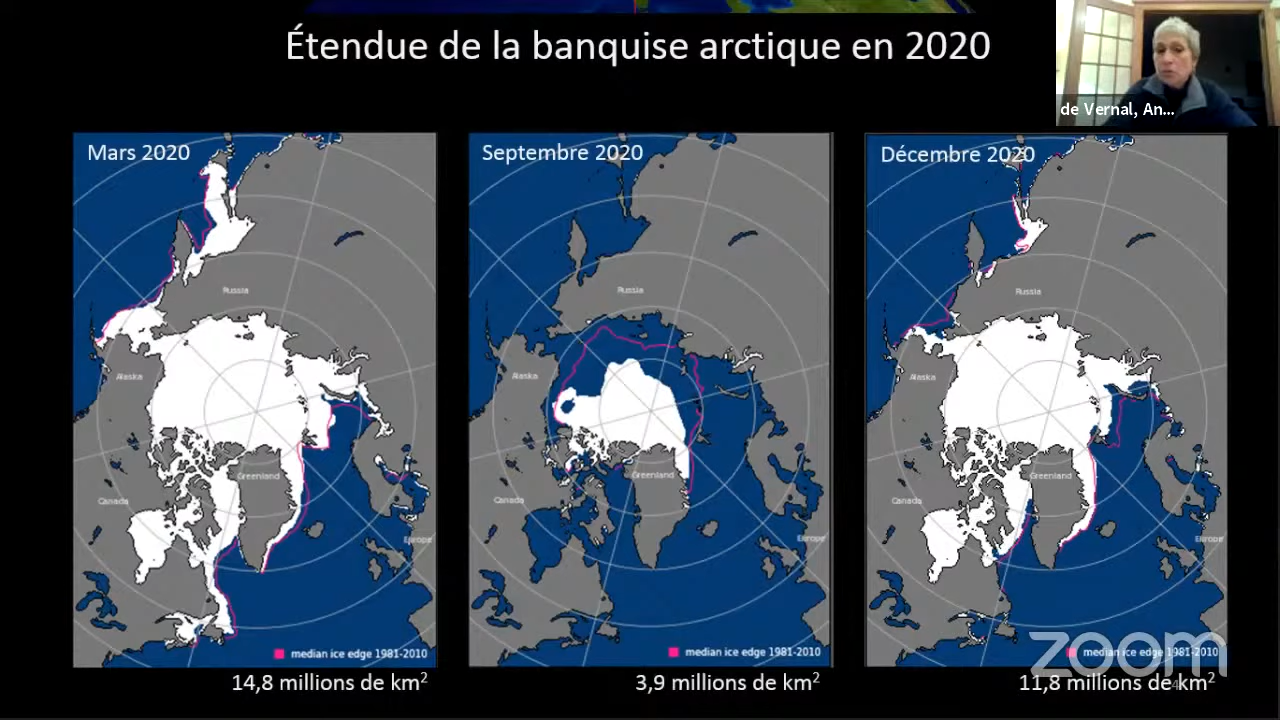 Étendue de la banquise arctique en 2020
de Vernal, An...
Mars 2020
Russia
Alaska
Greenland
Canada
Europe
median ice edge 1981-2010
14,8 millions de km²
Septembre 2020
Russia
Alaska
Greenland
Canada
Europe
median ice edge 1981-2010
3,9 millions de km²
Décembre 2020
Russia
Alaska
Greenland
Canada
Europe
median ice edge 1981-2010
11,8 millions de km²
zoom